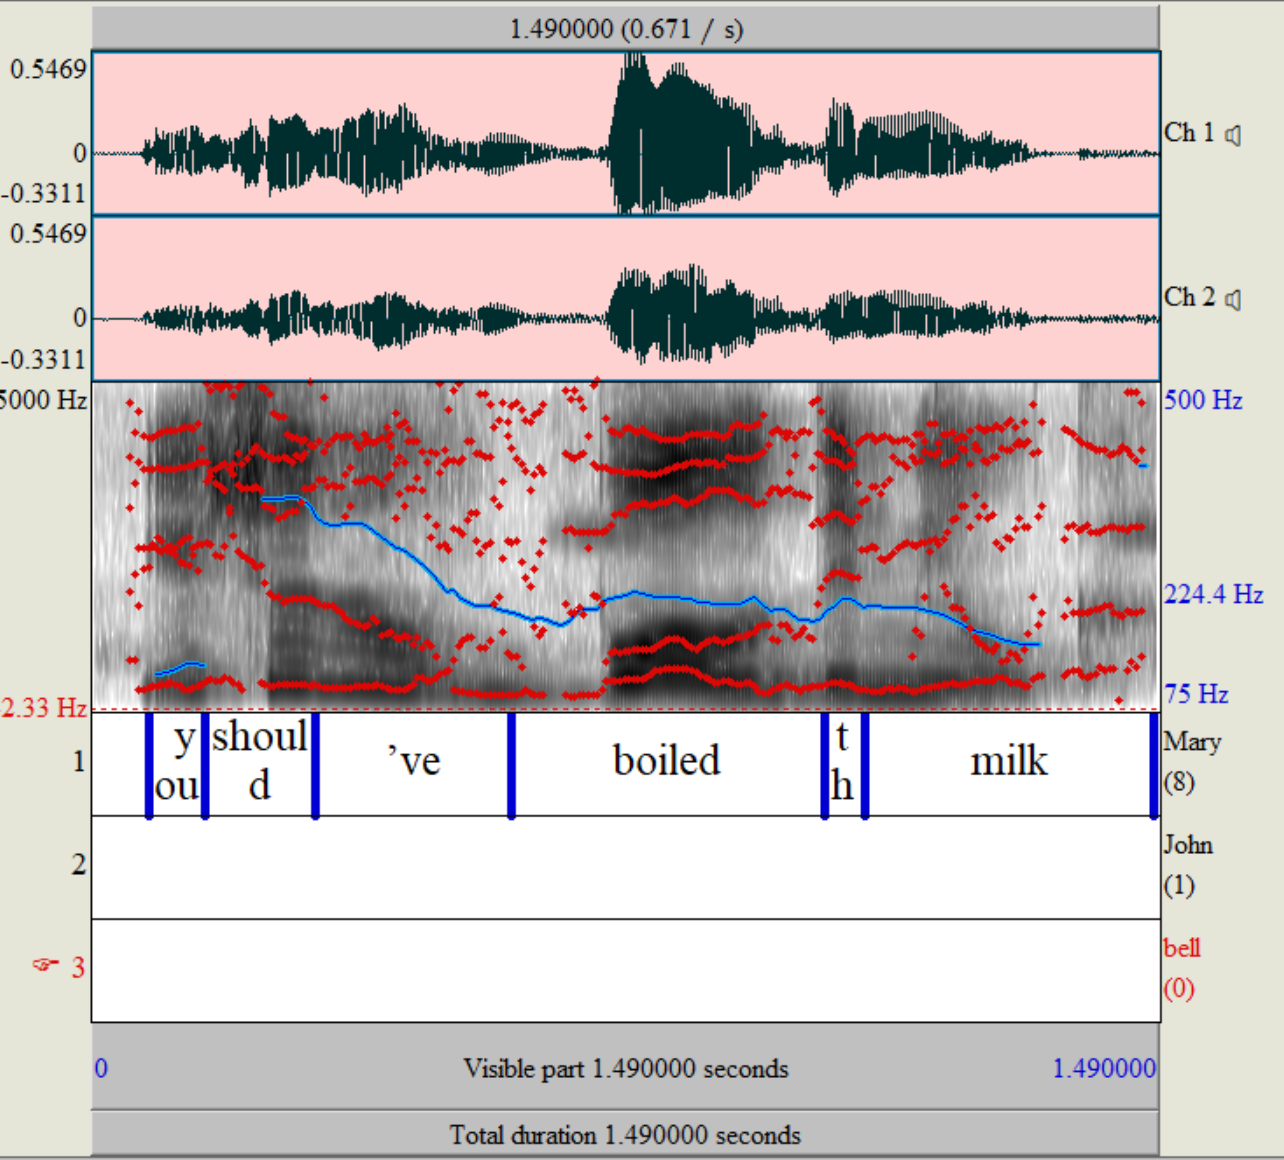 1.490000 (0.671 / s)
0.5469
0
-0.3311
Ch 1
0.5469
0
-0.3311
Ch 2
5000 Hz
500 Hz
224.4 Hz
2.33 Hz
75 Hz
1
y
ou
shoul
d
’ve
boiled
t
h
milk
Mary
(8)
2
John
(1)
3
bell
(0)
0
Visible part 1.490000 seconds
1.490000
Total duration 1.490000 seconds